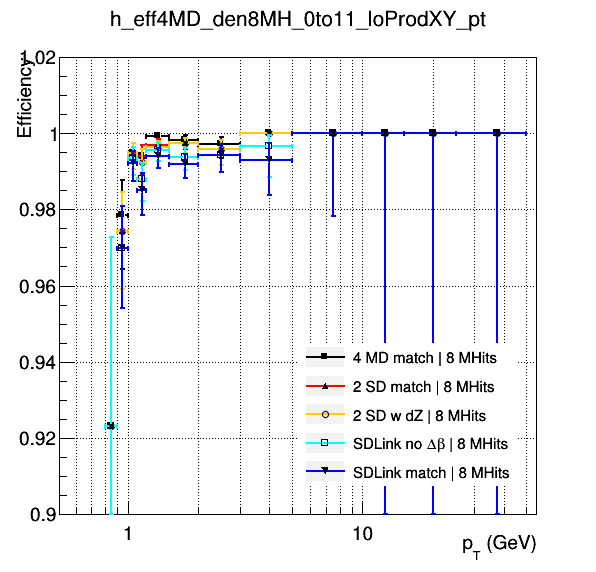 h_eff4MD_den8MH_0to11_loProdXY_pt
Efficiency
1.02
1
0.98
0.96
0.94
0.92
0.9
4 MD match | 8 MHits
2 SD match | 8 MHits
2 SD w dZ | 8 MHits
SDLink no Δβ | 8 MHits
SDLink match | 8 MHits
1
10
p_T (GeV)